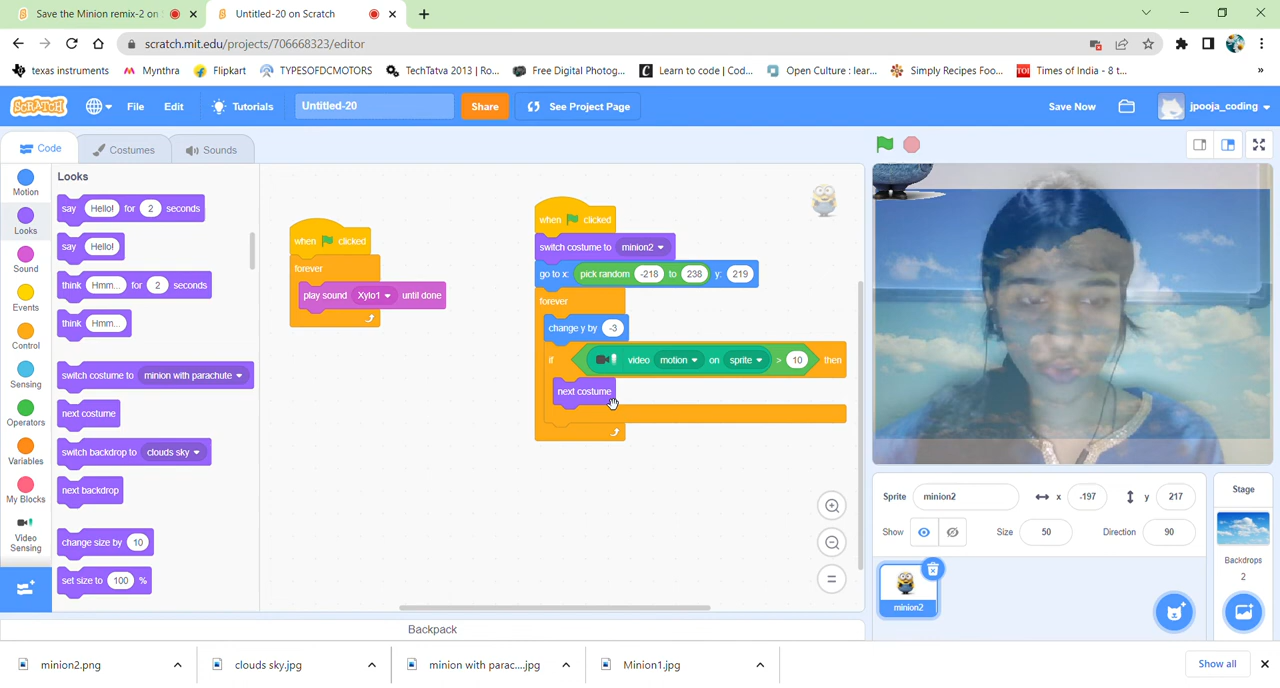 Save the Minion remix-2 on
Untitled-20 on Scratch
scratch.mit.edu/projects/706668323/editor
texas instruments
Mynthra
Flipkart
TYPESOFDCMOTORS
TechTatva 2013 | Ro...
Free Digital Photog...
Learn to code | Cod...
Open Culture : lear...
Simply Recipes Foo...
TOI Times of India - 8 t...
»
SCRATCH
File
Edit
Tutorials
Untitled-20
Share
See Project Page
Save Now
jpooja_coding
Code
Costumes
Sounds
Motion
Looks
Sound
Events
Control
Sensing
Operators
Variables
My Blocks
Video
Sensing
Looks
say Hello! for 2 seconds
say Hello!
think Hmm... for 2 seconds
think Hmm...
switch costume to minion with parachute
next costume
switch backdrop to clouds sky
next backdrop
change size by 10
set size to 100 %
when clicked
forever
play sound Xylo1 until done
when clicked
switch costume to minion2
go to x: pick random -218 to 238 y: 219
forever
change y by -3
if video motion on sprite > 10 then
next costume
Sprite minion2 x -197 y 217
Show Size 50 Direction 90
minion2
Stage
Backdrops
2
Backpack
minion2.png
clouds sky.jpg
minion with parac....jpg
Minion1.jpg
Show all